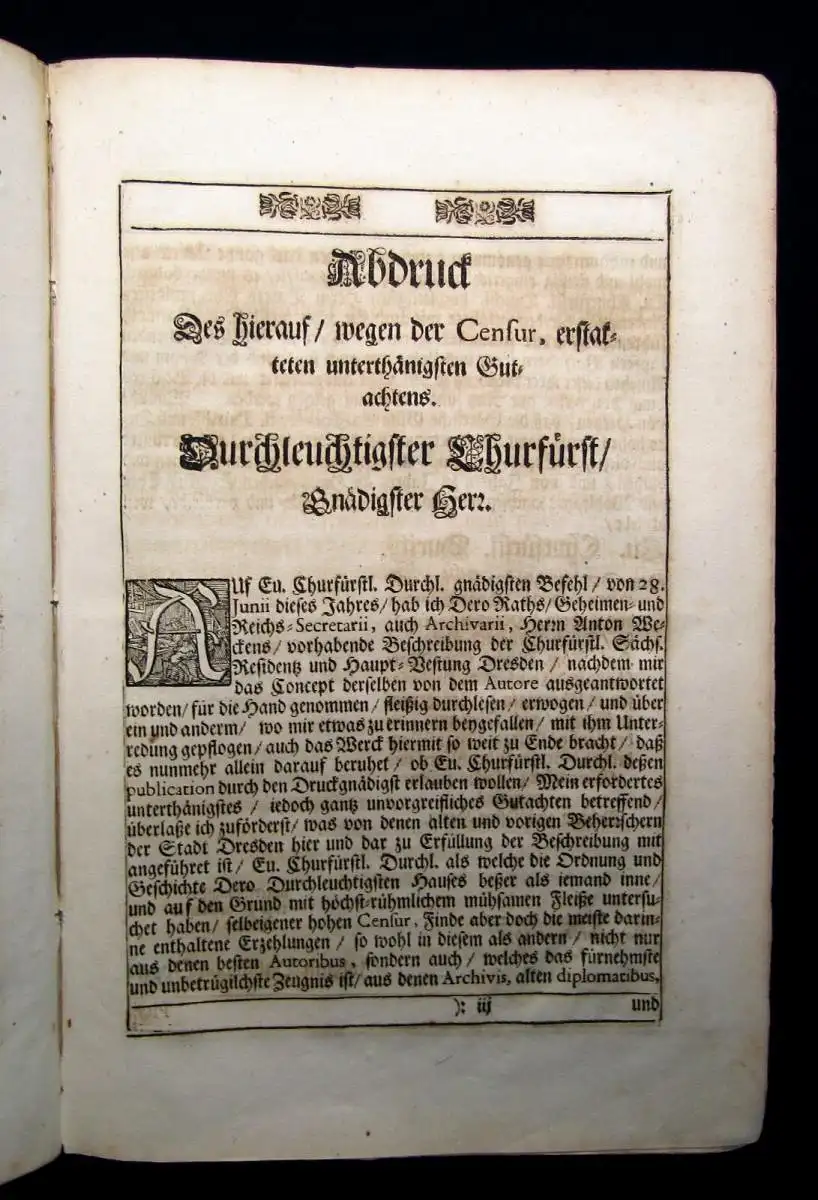 Abdruck
Des hierauf/ wegen der Censur, erstat-
teten unterthänigsten Gut-
achtens.
Durchleuchtigster Churfürst/
Gnädigster Herr.
AUf Eu. Churfürstl. Durchl. gnädigsten Befehl/ von 28.
Junii dieses Jahres/ hab ich Dero Raths/ Geheimen- und
Reichs-Secretarii, auch Archivarii, Herrn Anton We-
ckens/ vorhabende Beschreibung der Churfürstl. Sächs.
Residentz und Haupt-Vestung Dresden/ nachdem mir
das Concept derselben von dem Autore ausgeantwortet
worden/ für die Hand genommen/ fleißig durchlesen/ erwogen/ und über
ein und anderm/ wo mir etwas zu erinnern beygefallen/ mit ihm Unter-
redung gepflogen/ auch das Werck hiermit so weit zu Ende bracht/ daß
es nunmehr allein darauf beruhet/ ob Eu. Churfürstl. Durchl. deßen
publication durch den Druck gnädigst erlauben wollen/ Mein erfordertes
unterthänigstes/ iedoch gantz unvorgreifliches Gutachten betreffend/
überlaße ich zuförderst/ was von denen alten und vorigen Beherrschern
der Stadt Dresden hier und dar zu Erfüllung der Beschreibung mit
angeführet ist/ Eu. Churfürstl. Durchl. als welche die Ordnung und
Geschichte Dero Durchleuchtigsten Hauses beßer als iemand inne/
und auf den Grund mit höchst-rühmlichem mühsamen Fleiße untersu-
chet haben/ selbeigener hohen Censur, Finde aber doch die meiste darin-
ne enthaltene Erzehlungen/ so wohl in diesem als andern/ nicht nur
aus denen besten Autoribus, sondern auch/ welches das fürnehmste
und unbetrüglichste Zeugnis ist/ aus denen Archivis, alten diplomatibus,
):( iij
und